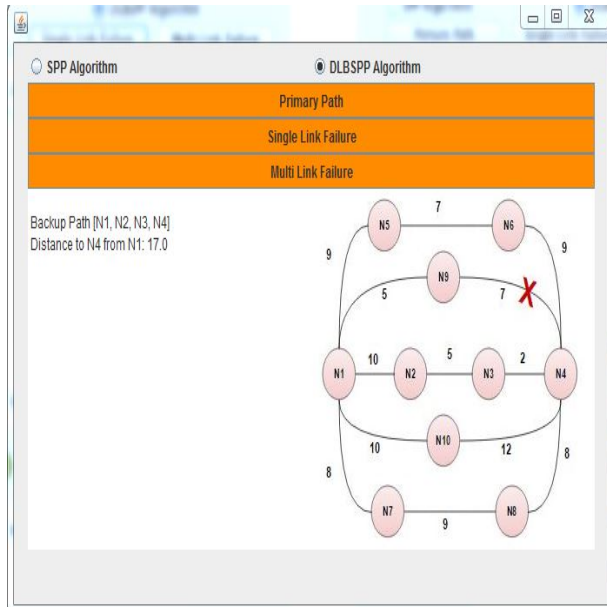 SPP Algorithm
DLBSPP Algorithm
Primary Path
Single Link Failure
Multi Link Failure
Backup Path [N1, N2, N3, N4]
Distance to N4 from N1: 17.0
7
N5
N6
9
9
N9
5
7
X
N1
10
N2
5
N3
2
N4
N10
10
12
8
8
N7
N8
9